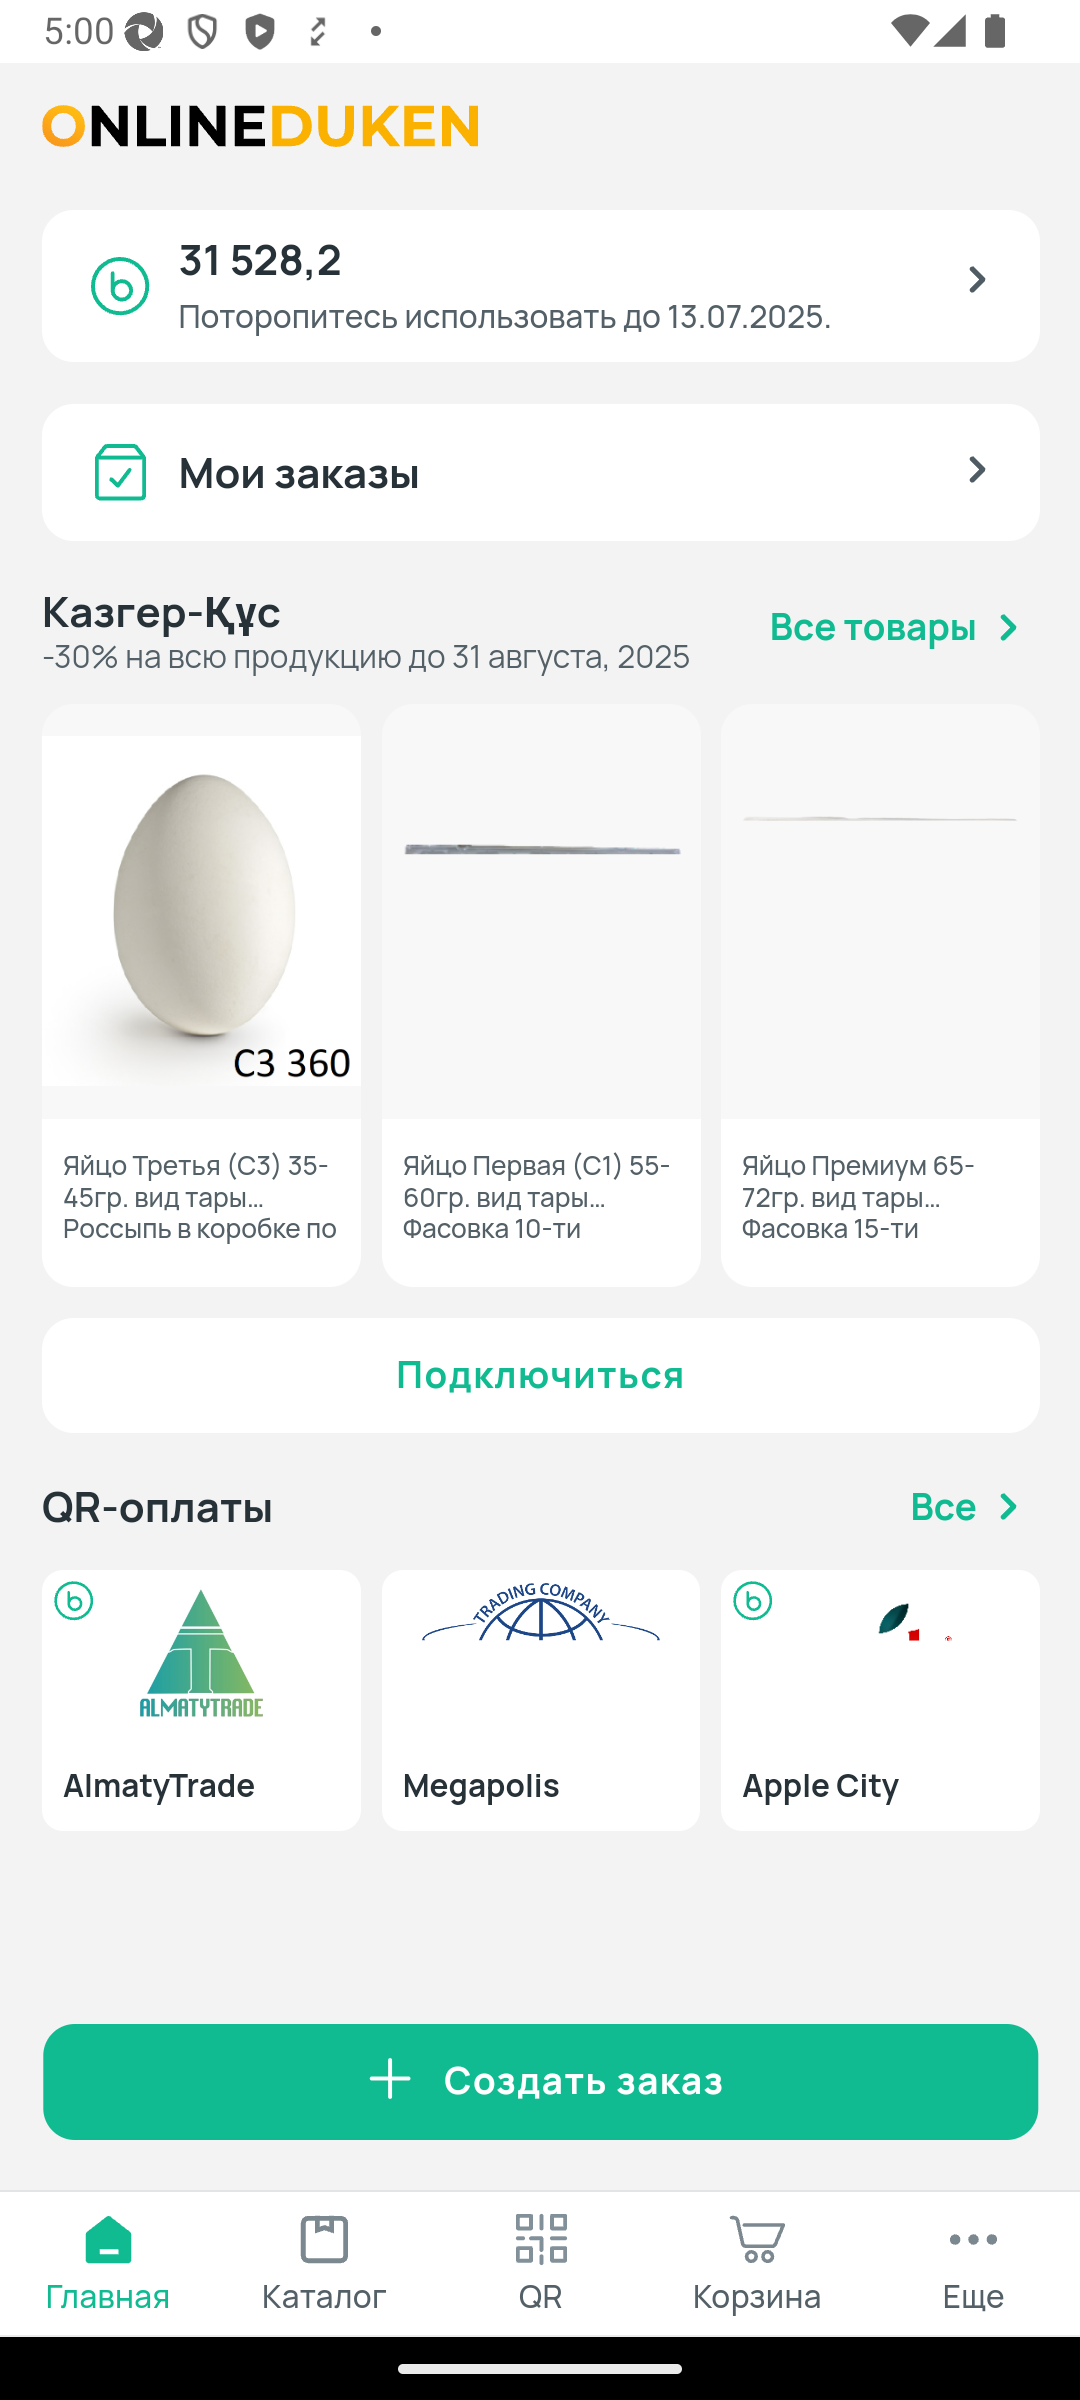 5:00
ONLINEDUKEN
31 528,2
Поторопитесь использовать до 13.07.2025.
Мои заказы
Казгер-Құс
-30% на всю продукцию до 31 августа, 2025
Все товары
C3 360
Яйцо Третья (С3) 35-
45гр. вид тары...
Россыпь в коробке по
Яйцо Первая (С1) 55-
60гр. вид тары...
Фасовка 10-ти
Яйцо Премиум 65-
72гр. вид тары...
Фасовка 15-ти
Подключиться
QR-оплаты
Все
ALMATYTRADE
AlmatyTrade
TRADING COMPANY
Megapolis
Apple City
Создать заказ
Главная
Каталог
QR
Корзина
Еще